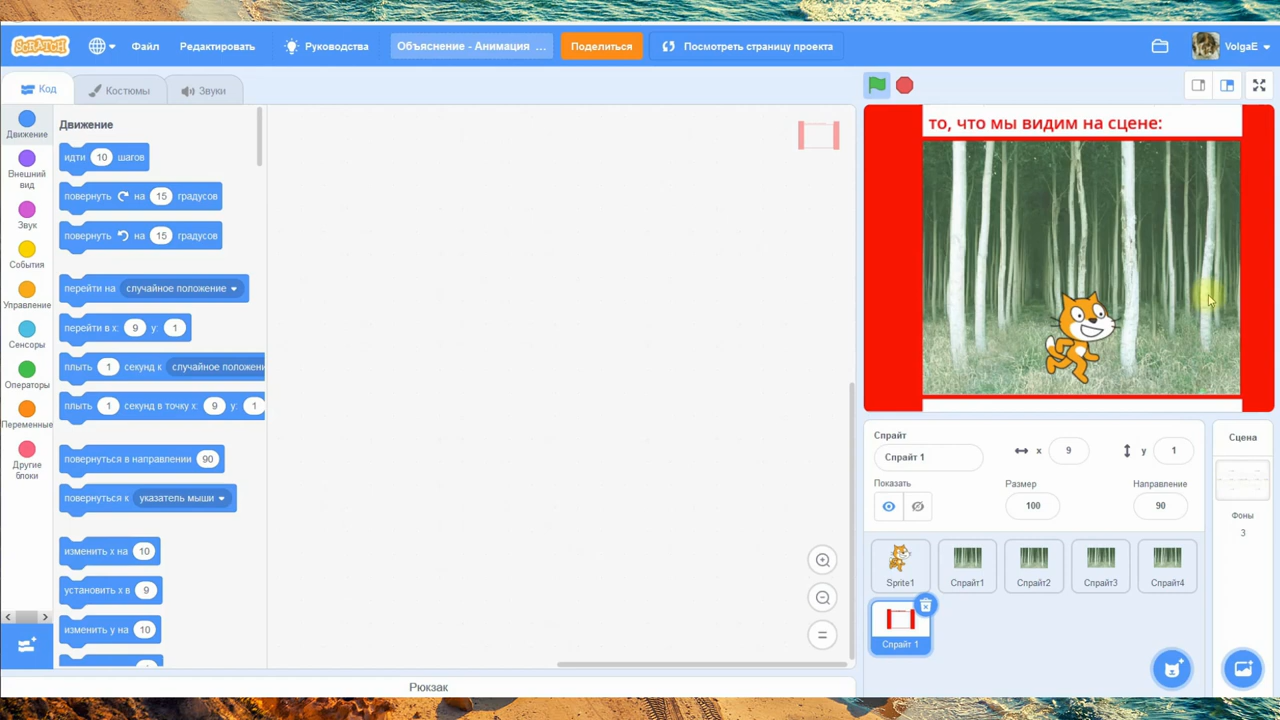 SCRATCH
Файл
Редактировать
Руководства
Объяснение - Анимация ...
Поделиться
Посмотреть страницу проекта
VolgaE
Код
Костюмы
Звуки
Движение
Внешний вид
Звук
События
Управление
Сенсоры
Операторы
Переменные
Другие блоки
Движение
идти 10 шагов
повернуть на 15 градусов
повернуть на 15 градусов
перейти на случайное положение
перейти в x: 9 y: 1
плыть 1 секунд к случайное положени
плыть 1 секунд в точку x: 9 y: 1
повернуться в направлении 90
повернуться к указатель мыши
изменить x на 10
установить x в 9
изменить y на 10
Рюкзак
то, что мы видим на сцене:
Спрайт
Спрайт 1
x 9
y 1
Показать
Размер
100
Направление
90
Sprite1
Спрайт1
Спрайт2
Спрайт3
Спрайт4
Спрайт 1
Сцена
Фоны
3